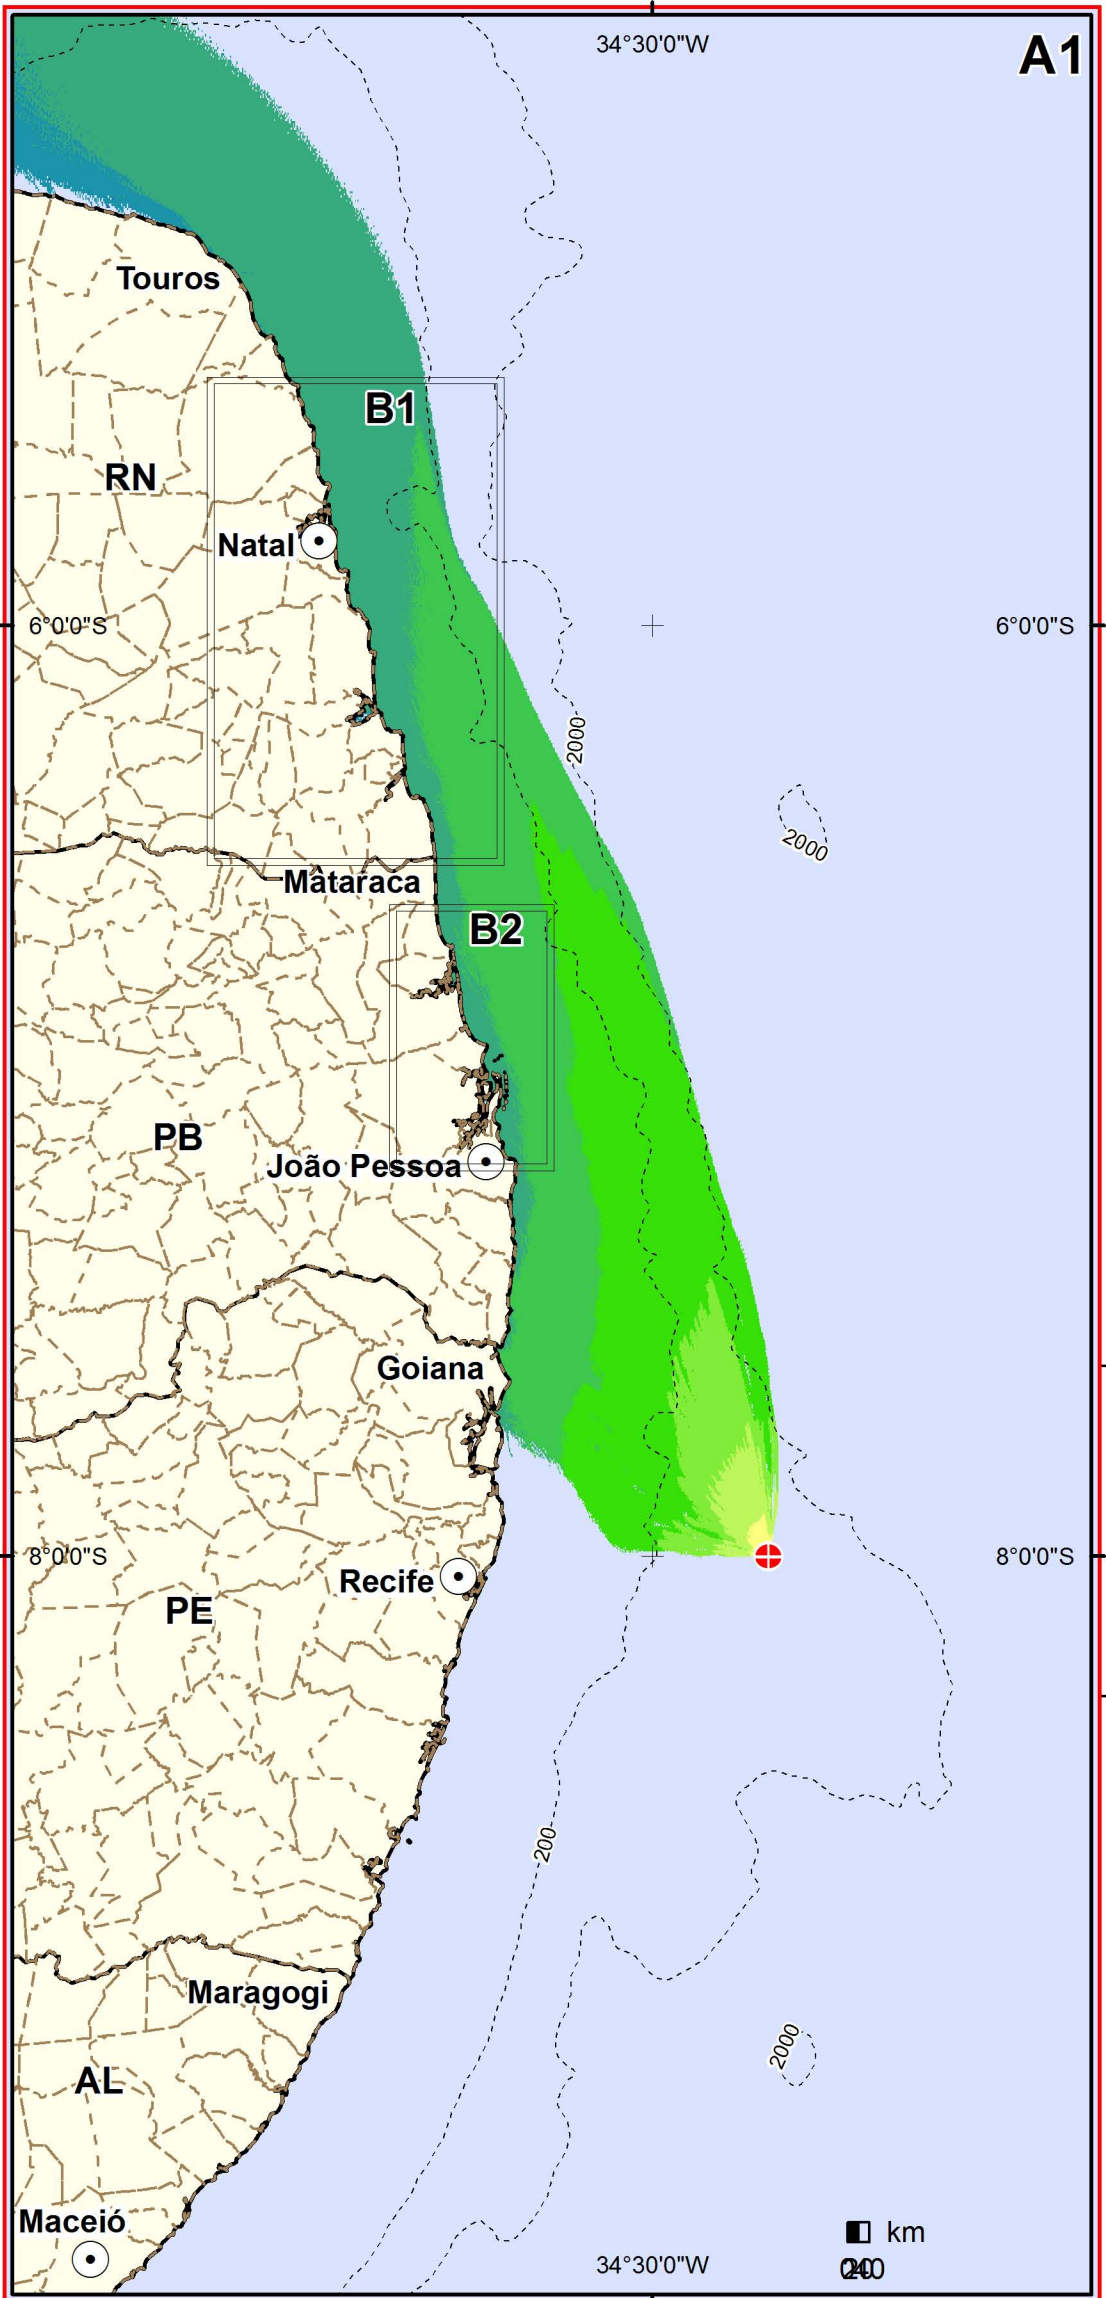 34°30'0"W
A1
Touros
B1
RN
Natal
6°0'0"S
6°0'0"S
2000
2000
Mataraca
B2
PB
João Pessoa
Goiana
8°0'0"S
8°0'0"S
Recife
PE
200
Maragogi
2000
AL
Maceió
km
34°30'0"W